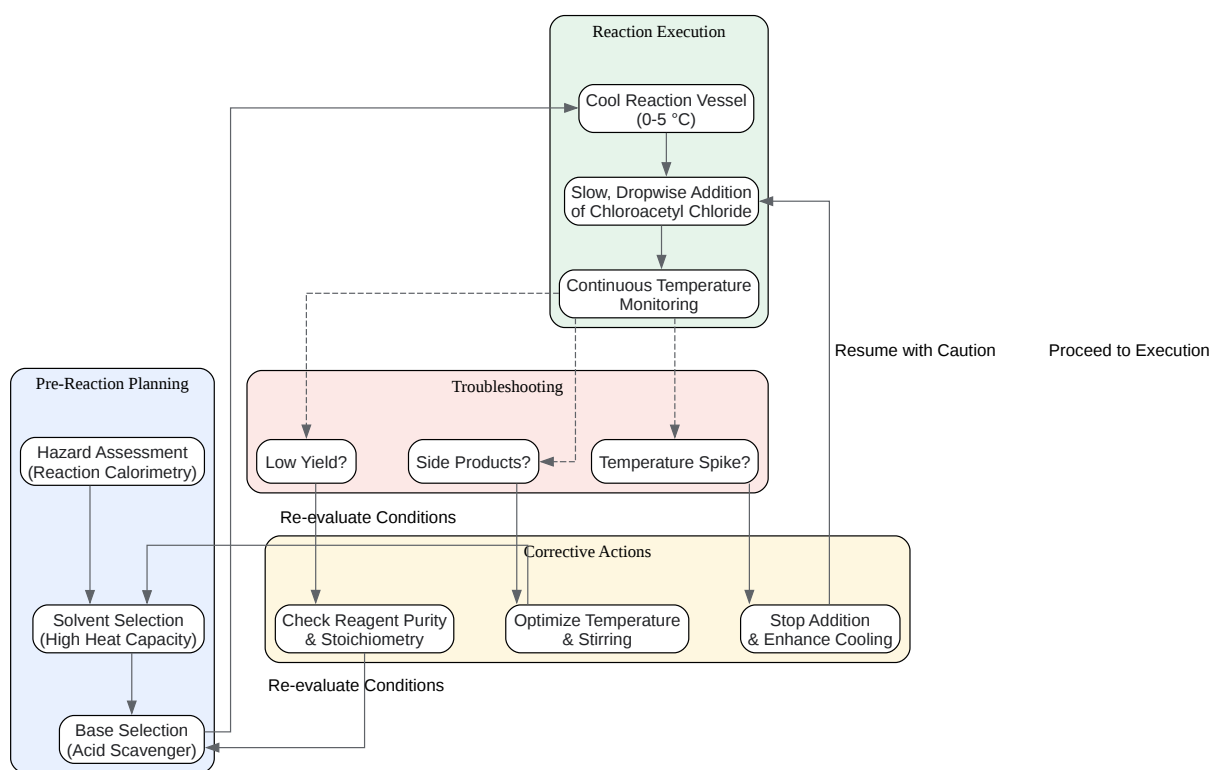 Reaction Execution
Cool Reaction Vessel
(0-5 °C)
Slow, Dropwise Addition
of Chloroacetyl Chloride
Continuous Temperature
Monitoring
Resume with Caution
Proceed to Execution
Pre-Reaction Planning
Hazard Assessment
(Reaction Calorimetry)
Solvent Selection
(High Heat Capacity)
Base Selection
(Acid Scavenger)
Troubleshooting
Low Yield?
Side Products?
Temperature Spike?
Re-evaluate Conditions
Corrective Actions
Check Reagent Purity
& Stoichiometry
Optimize Temperature
& Stirring
Stop Addition
& Enhance Cooling
Re-evaluate Conditions